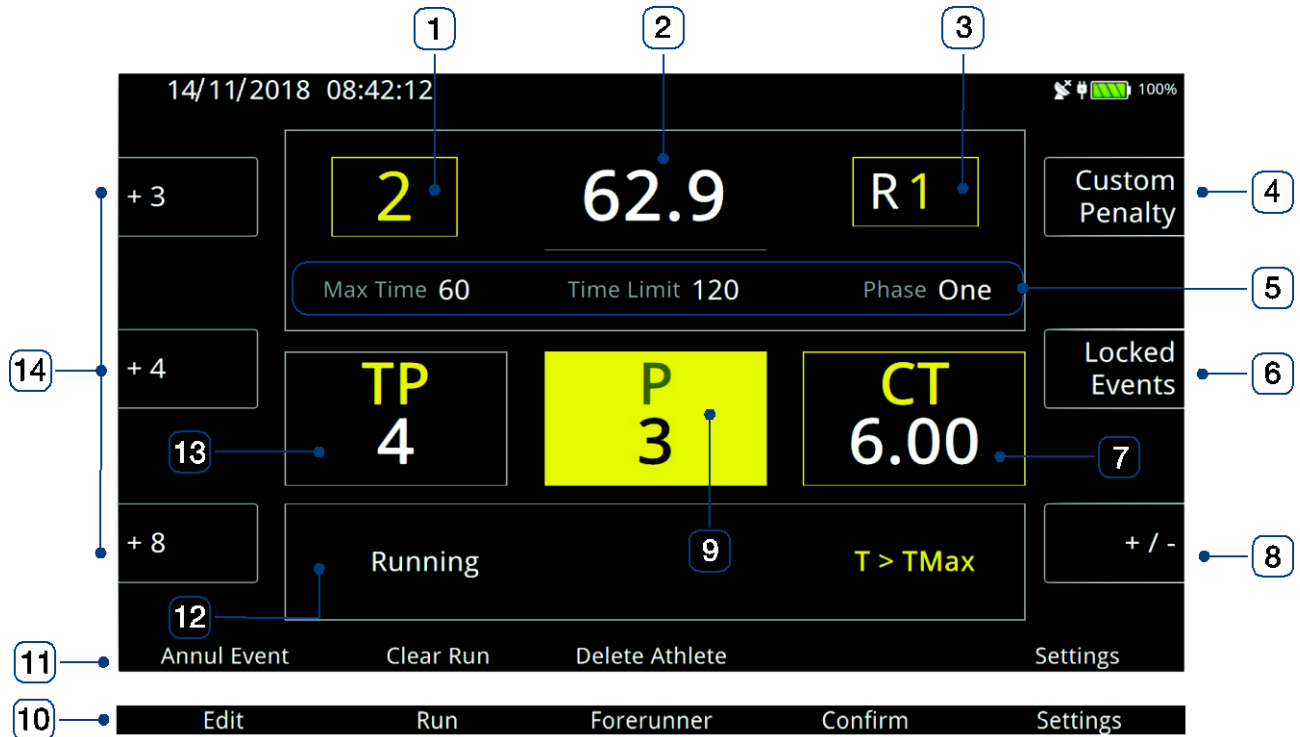 1
2
3
14/11/2018 08:42:12
100%
+ 3
2
62.9
R 1
Custom
Penalty
4
Max Time 60
Time Limit 120
Phase One
5
14
+ 4
TP
4
P
3
CT
6.00
Locked
Events
6
13
7
+ 8
Running
9
T > TMax
+ / -
8
12
11
Annul Event
Clear Run
Delete Athlete
Settings
10
Edit
Run
Forerunner
Confirm
Settings